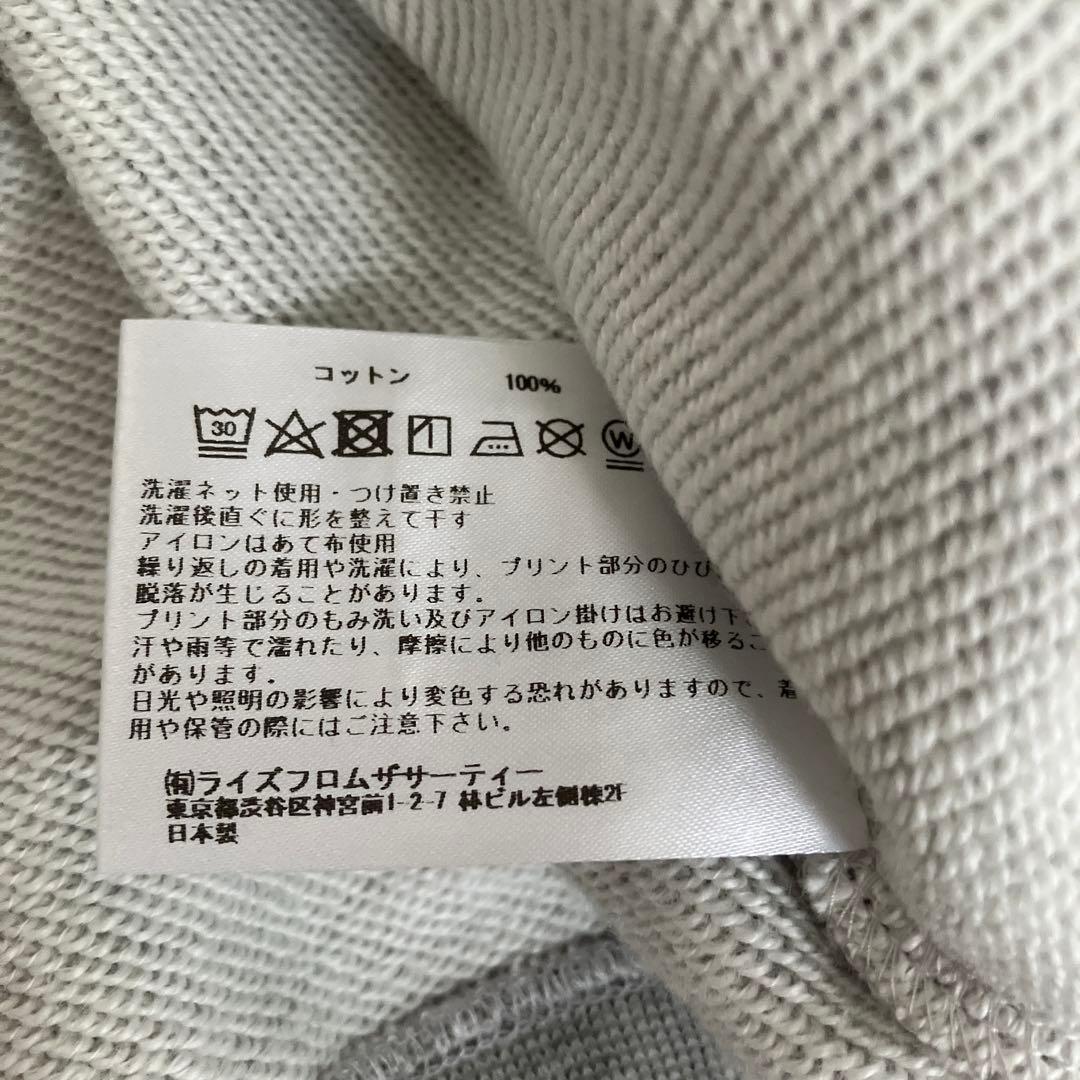 コットン 100%
30 W
洗濯ネット使用・つけ置き禁止
洗濯後直ぐに形を整えて干す
アイロンはあて布使用
繰り返しの着用や洗濯により、プリント部分のひび
脱落が生じることがあります。
プリント部分のもみ洗い及びアイロン掛けはお避け下
汗や雨等で濡れたり、摩擦により他のものに色が移るこ
があります。
日光や照明の影響により変色する恐れがありますので、着
用や保管の際にはご注意下さい。
㈲ライズフロムザサーティー
東京都渋谷区神宮前1-2-7 林ビル左側棟2F
日本製